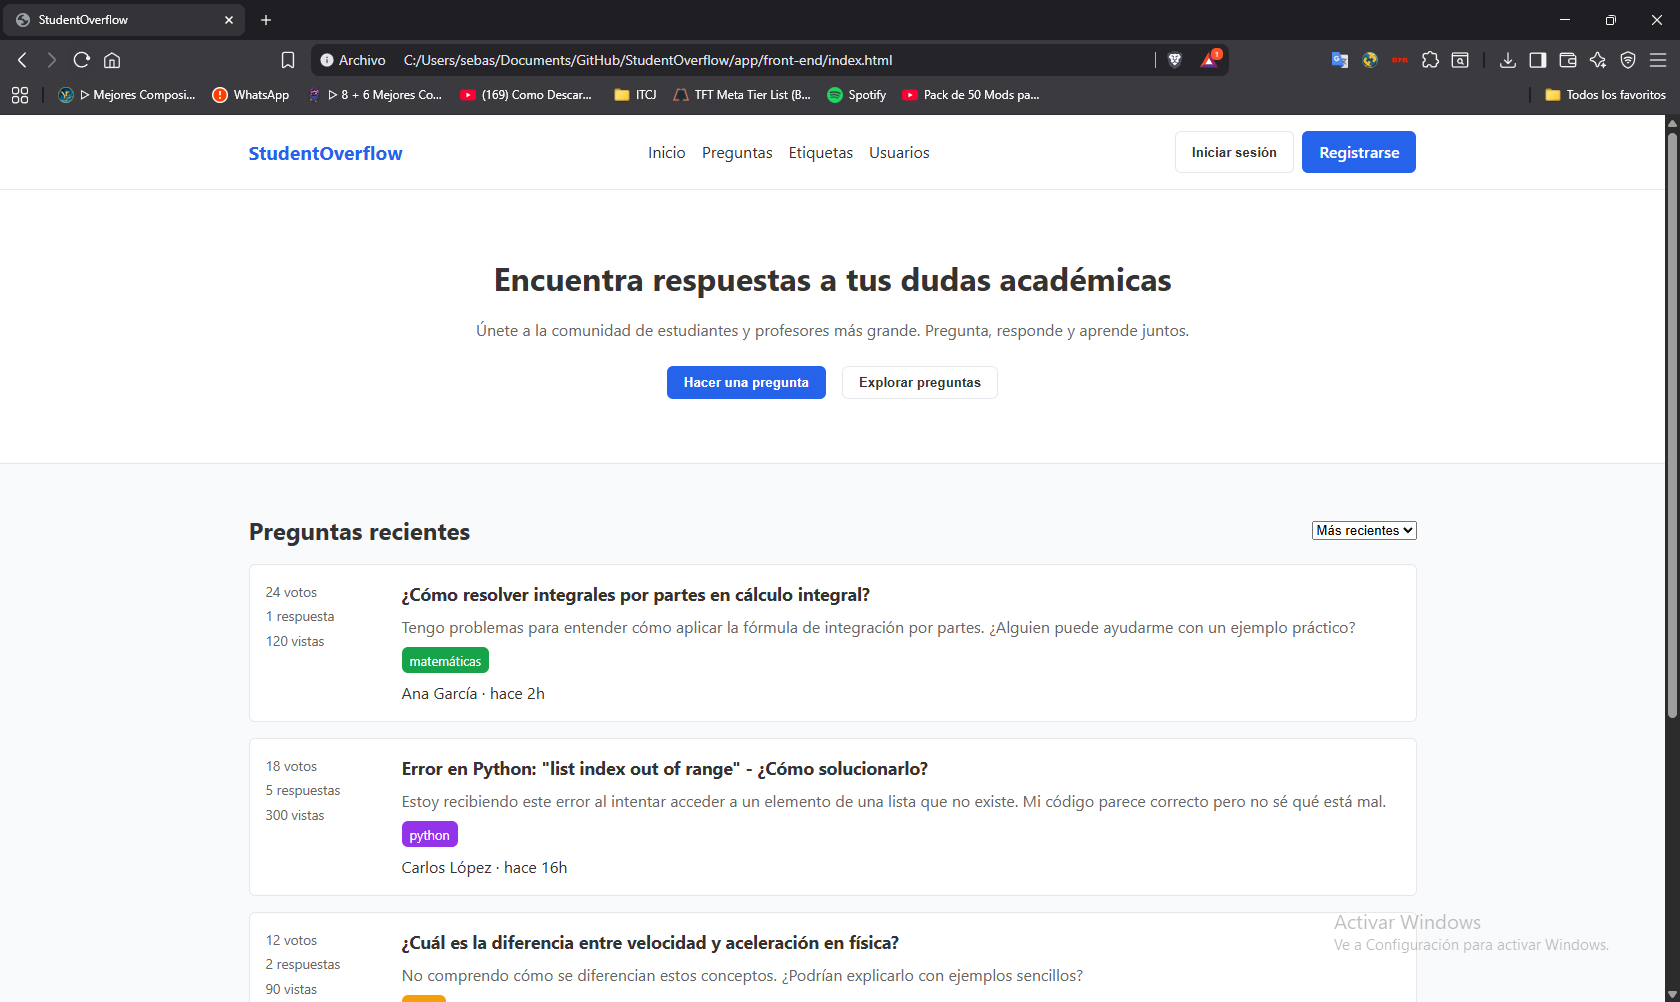 StudentOverflow
Archivo C:/Users/sebas/Documents/GitHub/StudentOverflow/app/front-end/index.html
1
DPR
ᐅ Mejores Composi... WhatsApp ᐅ 8 + 6 Mejores Co... (169) Como Descar... ITCJ TFT Meta Tier List (B... Spotify Pack de 50 Mods pa... Todos los favoritos
StudentOverflow Inicio Preguntas Etiquetas Usuarios Iniciar sesión Registrarse
Encuentra respuestas a tus dudas académicas
Únete a la comunidad de estudiantes y profesores más grande. Pregunta, responde y aprende juntos.
Hacer una pregunta Explorar preguntas
Preguntas recientes Más recientes
24 votos
1 respuesta
120 vistas
¿Cómo resolver integrales por partes en cálculo integral?
Tengo problemas para entender cómo aplicar la fórmula de integración por partes. ¿Alguien puede ayudarme con un ejemplo práctico?
matemáticas
Ana García · hace 2h
18 votos
5 respuestas
300 vistas
Error en Python: "list index out of range" - ¿Cómo solucionarlo?
Estoy recibiendo este error al intentar acceder a un elemento de una lista que no existe. Mi código parece correcto pero no sé qué está mal.
python
Carlos López · hace 16h
12 votos
2 respuestas
90 vistas
¿Cuál es la diferencia entre velocidad y aceleración en física?
No comprendo cómo se diferencian estos conceptos. ¿Podrían explicarlo con ejemplos sencillos?
Activar Windows
Ve a Configuración para activar Windows.